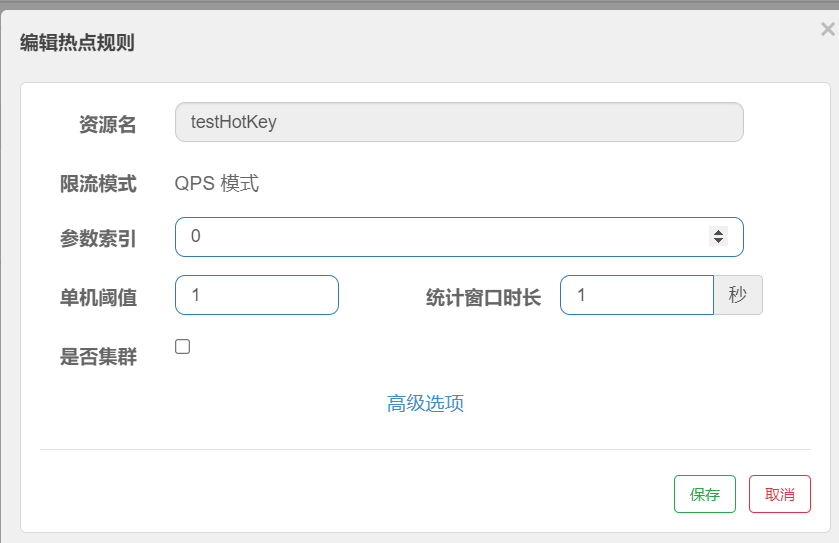 编辑热点规则
×
资源名 testHotKey
限流模式 QPS 模式
参数索引 0
单机阈值 1 统计窗口时长 1 秒
是否集群
高级选项
保存 取消